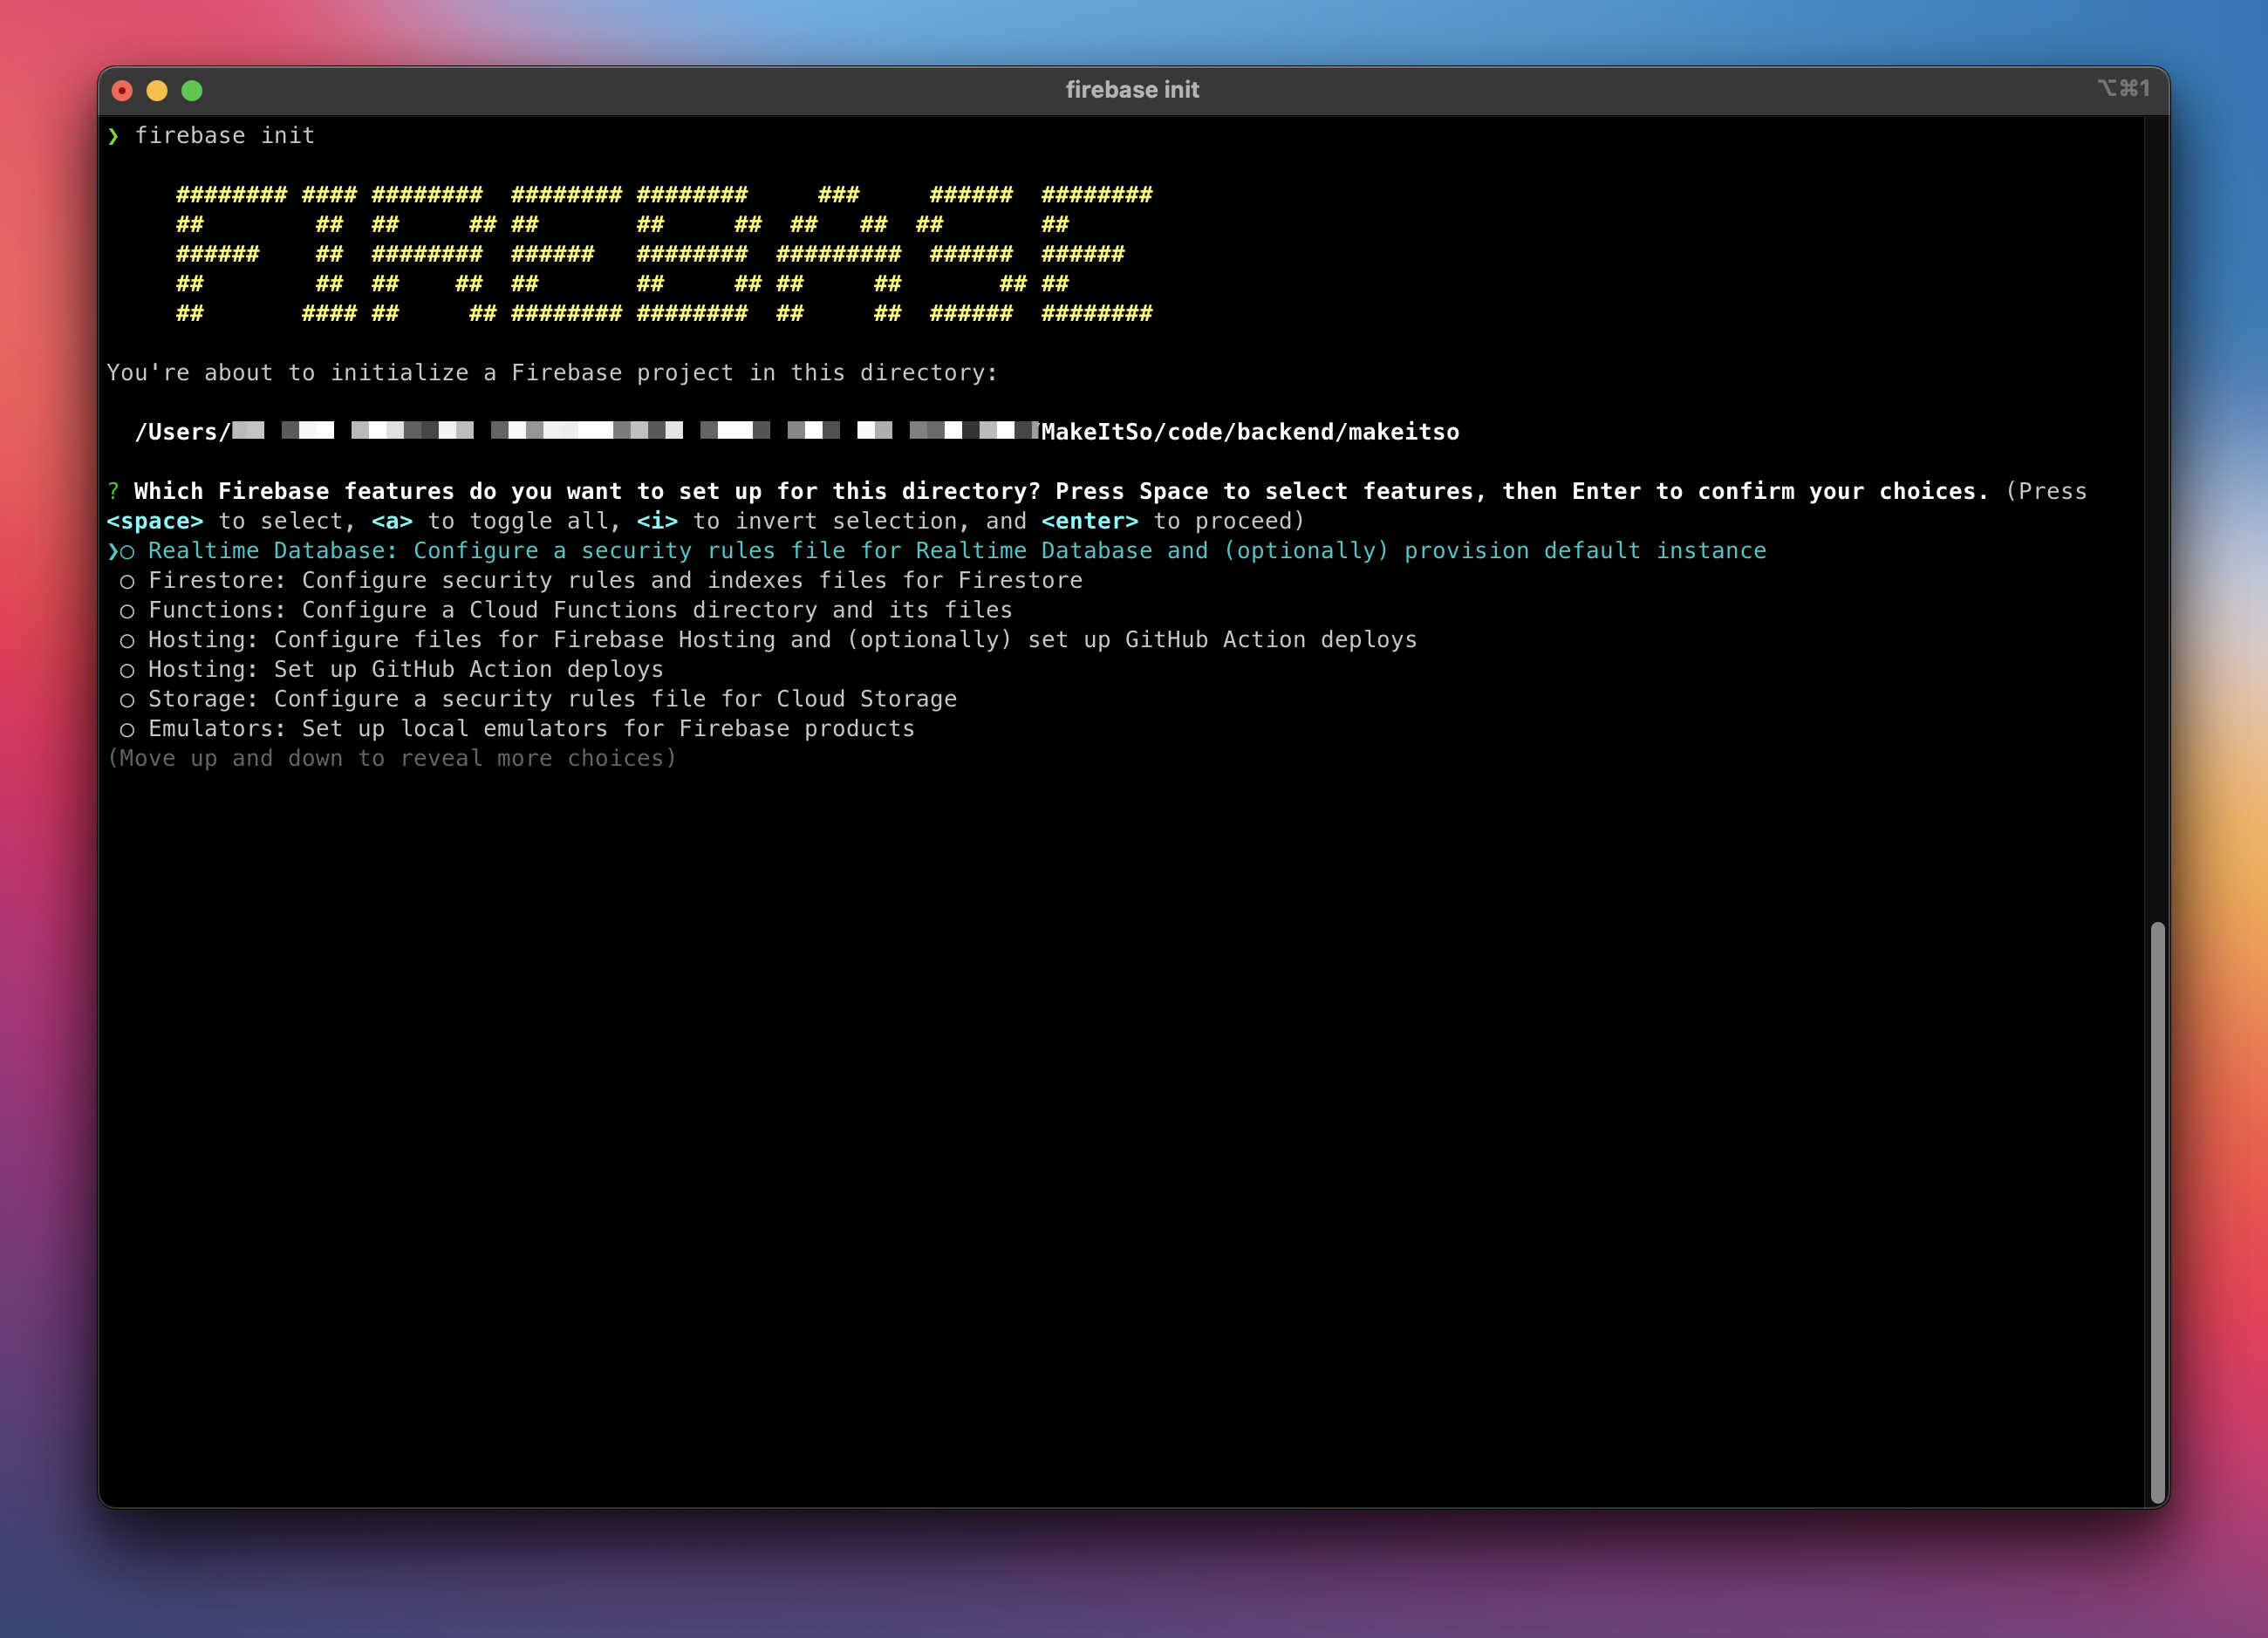 firebase init
⌥⌘1
❯ firebase init
######## #### ########  ######## ########     ###     ######  ########
##        ##  ##     ## ##       ##     ##  ##   ##  ##       ##
######    ##  ########  ######   ########  #########  ######  ######
##        ##  ##    ##  ##       ##     ## ##     ##       ## ##
##       #### ##     ## ######## ########  ##     ##  ######  ########
You're about to initialize a Firebase project in this directory:
/Users/ MakeItSo/code/backend/makeitso
? Which Firebase features do you want to set up for this directory? Press Space to select features, then Enter to confirm your choices. (Press
<space> to select, <a> to toggle all, <i> to invert selection, and <enter> to proceed)
❯◯ Realtime Database: Configure a security rules file for Realtime Database and (optionally) provision default instance
◯ Firestore: Configure security rules and indexes files for Firestore
◯ Functions: Configure a Cloud Functions directory and its files
◯ Hosting: Configure files for Firebase Hosting and (optionally) set up GitHub Action deploys
◯ Hosting: Set up GitHub Action deploys
◯ Storage: Configure a security rules file for Cloud Storage
◯ Emulators: Set up local emulators for Firebase products
(Move up and down to reveal more choices)